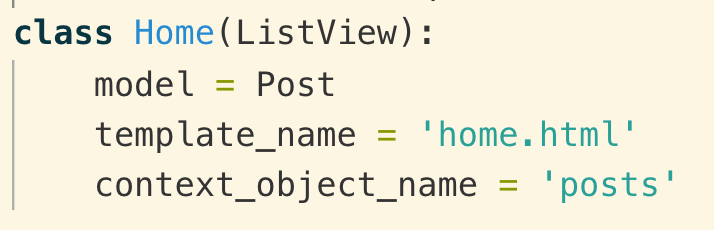 class Home(ListView):
    model = Post
    template_name = 'home.html'
    context_object_name = 'posts'